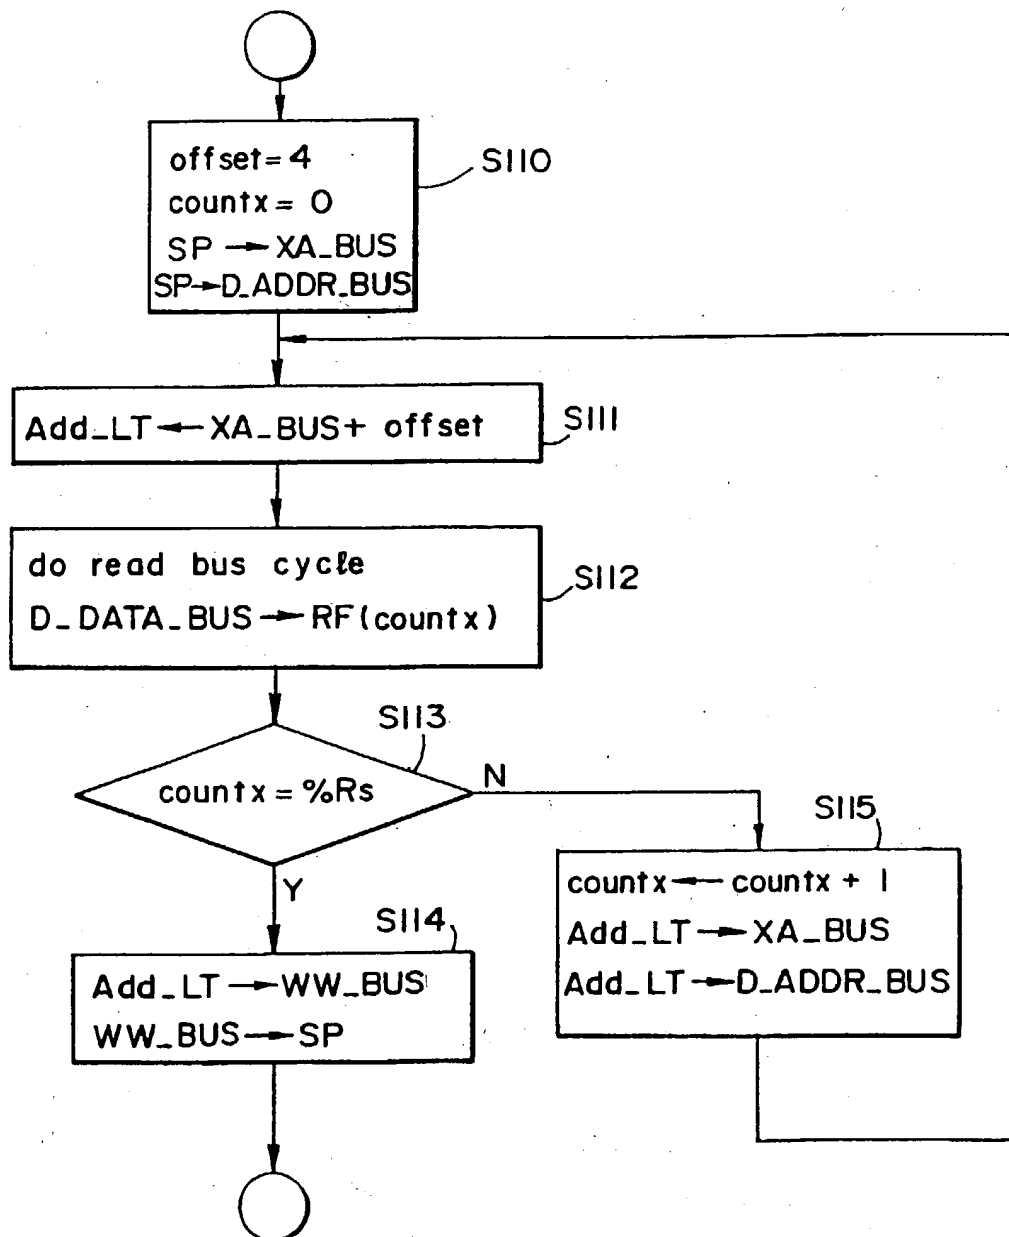 offset= 4
countx = 0
SP → XA_BUS
SP→D_ADDR_BUS
S110
Add_LT ← XA_BUS+ offset
S111
do read bus cycle
D_DATA_BUS → RF(countx)
S112
S113
countx = %Rs
N
Y
S115
countx ← countx + 1
Add_LT → XA_BUS
Add_LT → D_ADDR_BUS
S114
Add_LT → WW_BUS
WW_BUS → SP